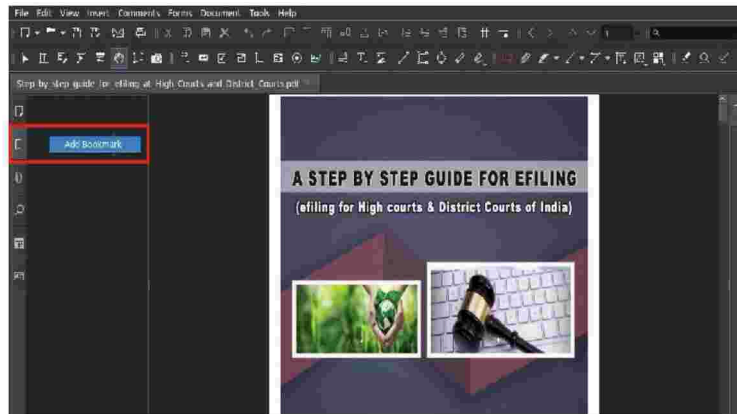 File Edit View Insert Comments Forms Document Tools Help
Step by step guide for efiling at High Courts and District Courts.pdf
Add Bookmark
A STEP BY STEP GUIDE FOR EFILING
(efiling for High courts & District Courts of India)